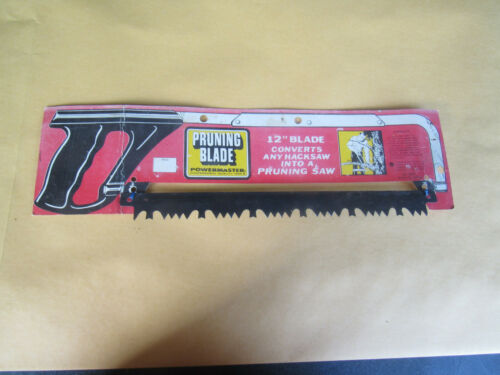 PRUNING
BLADE
POWERMASTER
12" BLADE
CONVERTS
ANY HACKSAW
INTO A
PRUNING SAW